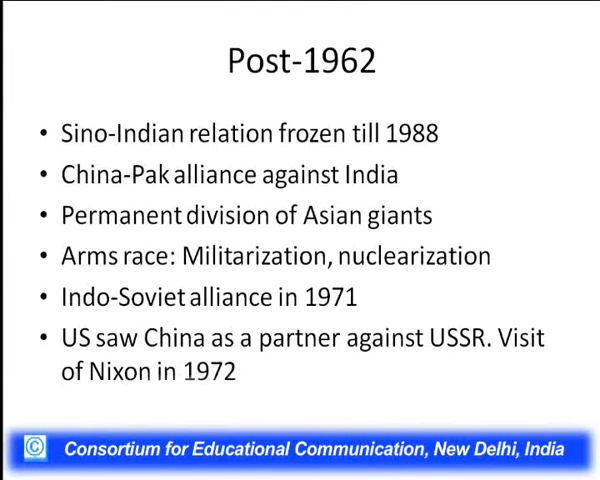 Post-1962
• Sino-Indian relation frozen till 1988
• China-Pak alliance against India
• Permanent division of Asian giants
• Arms race: Militarization, nuclearization
• Indo-Soviet alliance in 1971
• US saw China as a partner against USSR. Visit
of Nixon in 1972
© Consortium for Educational Communication, New Delhi, India